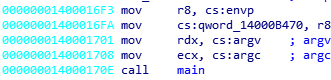 00000001400016F3 mov     r8, cs:envp
00000001400016FA mov     cs:qword_14000B470, r8
0000000140001701 mov     rdx, cs:argv    ; argv
0000000140001708 mov     ecx, cs:argc    ; argc
000000014000170E call    main